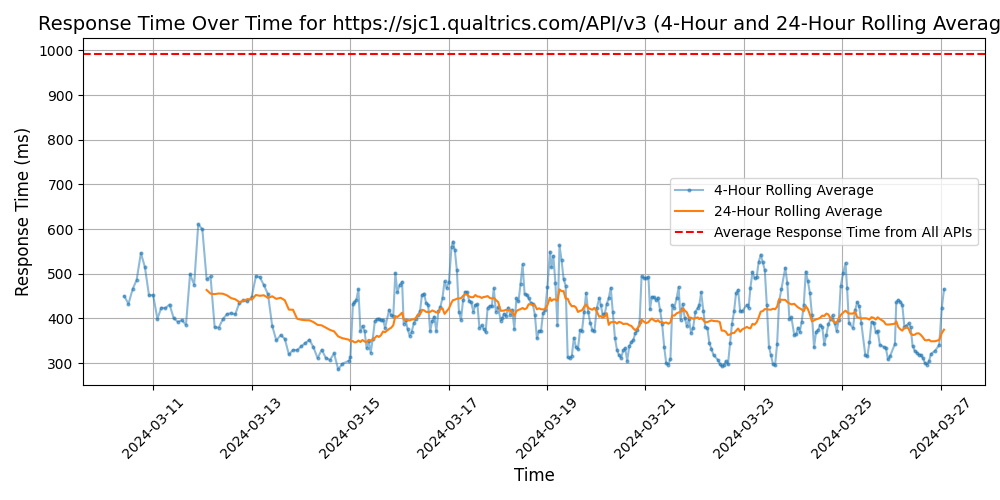 Response Time Over Time for https://sjc1.qualtrics.com/API/v3 (4-Hour and 24-Hour Rolling Averag
Response Time (ms)
1000
900
800
700
600
500
400
300
4-Hour Rolling Average
24-Hour Rolling Average
Average Response Time from All APIs
2024-03-11
2024-03-13
2024-03-15
2024-03-17
2024-03-19
2024-03-21
2024-03-23
2024-03-25
2024-03-27
Time